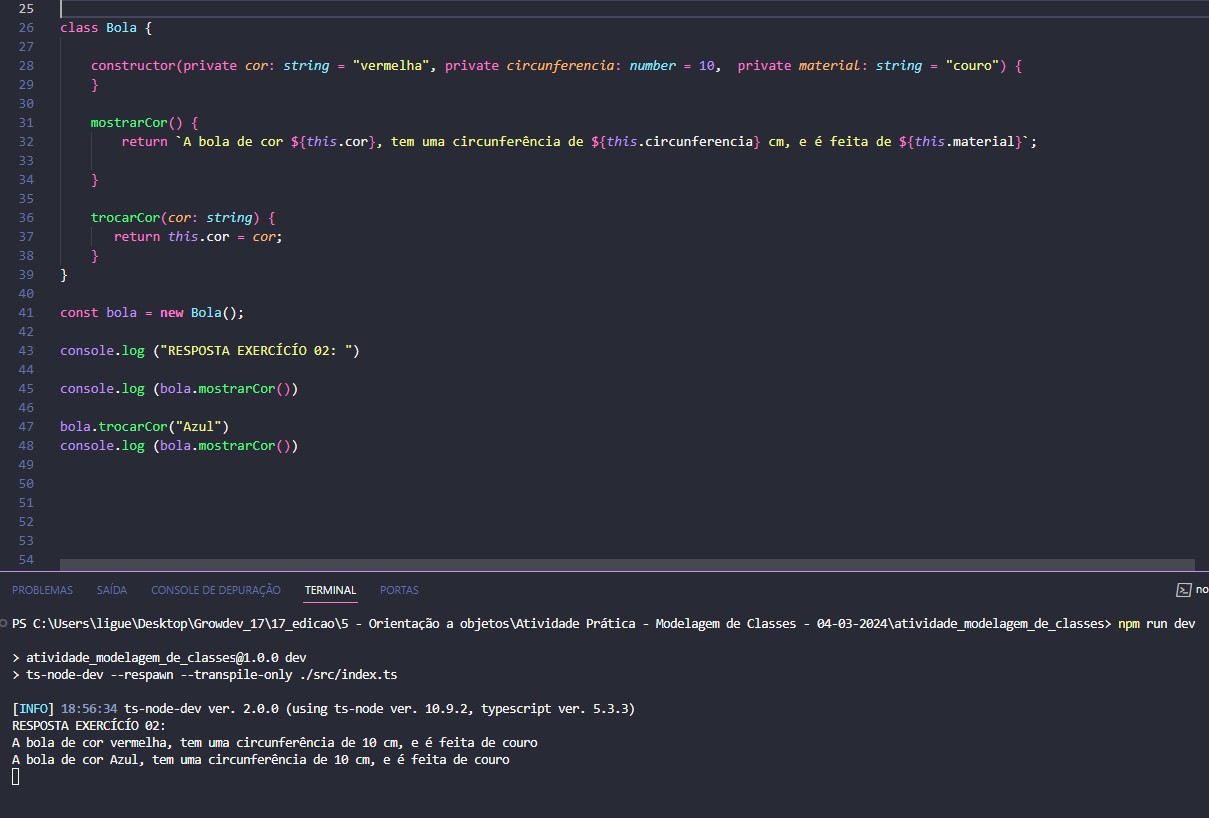 25
26 class Bola {
27
28     constructor(private cor: string = "vermelha", private circunferencia: number = 10,  private material: string = "couro") {
29     }
30
31     mostrarCor() {
32         return `A bola de cor ${this.cor}, tem uma circunferência de ${this.circunferencia} cm, e é feita de ${this.material}`;
33
34     }
35
36     trocarCor(cor: string) {
37        return this.cor = cor;
38     }
39 }
40
41 const bola = new Bola();
42
43 console.log ("RESPOSTA EXERCÍCÍO 02: ")
44
45 console.log (bola.mostrarCor())
46
47 bola.trocarCor("Azul")
48 console.log (bola.mostrarCor())
49
50
51
52
53
54
PROBLEMAS SAÍDA CONSOLE DE DEPURAÇÃO TERMINAL PORTAS no
PS C:\Users\ligue\Desktop\Growdev_17\17_edicao\5 - Orientação a objetos\Atividade Prática - Modelagem de Classes - 04-03-2024\atividade_modelagem_de_classes> npm run dev
> atividade_modelagem_de_classes@1.0.0 dev
> ts-node-dev --respawn --transpile-only ./src/index.ts
[INFO] 18:56:34 ts-node-dev ver. 2.0.0 (using ts-node ver. 10.9.2, typescript ver. 5.3.3)
RESPOSTA EXERCÍCÍO 02:
A bola de cor vermelha, tem uma circunferência de 10 cm, e é feita de couro
A bola de cor Azul, tem uma circunferência de 10 cm, e é feita de couro